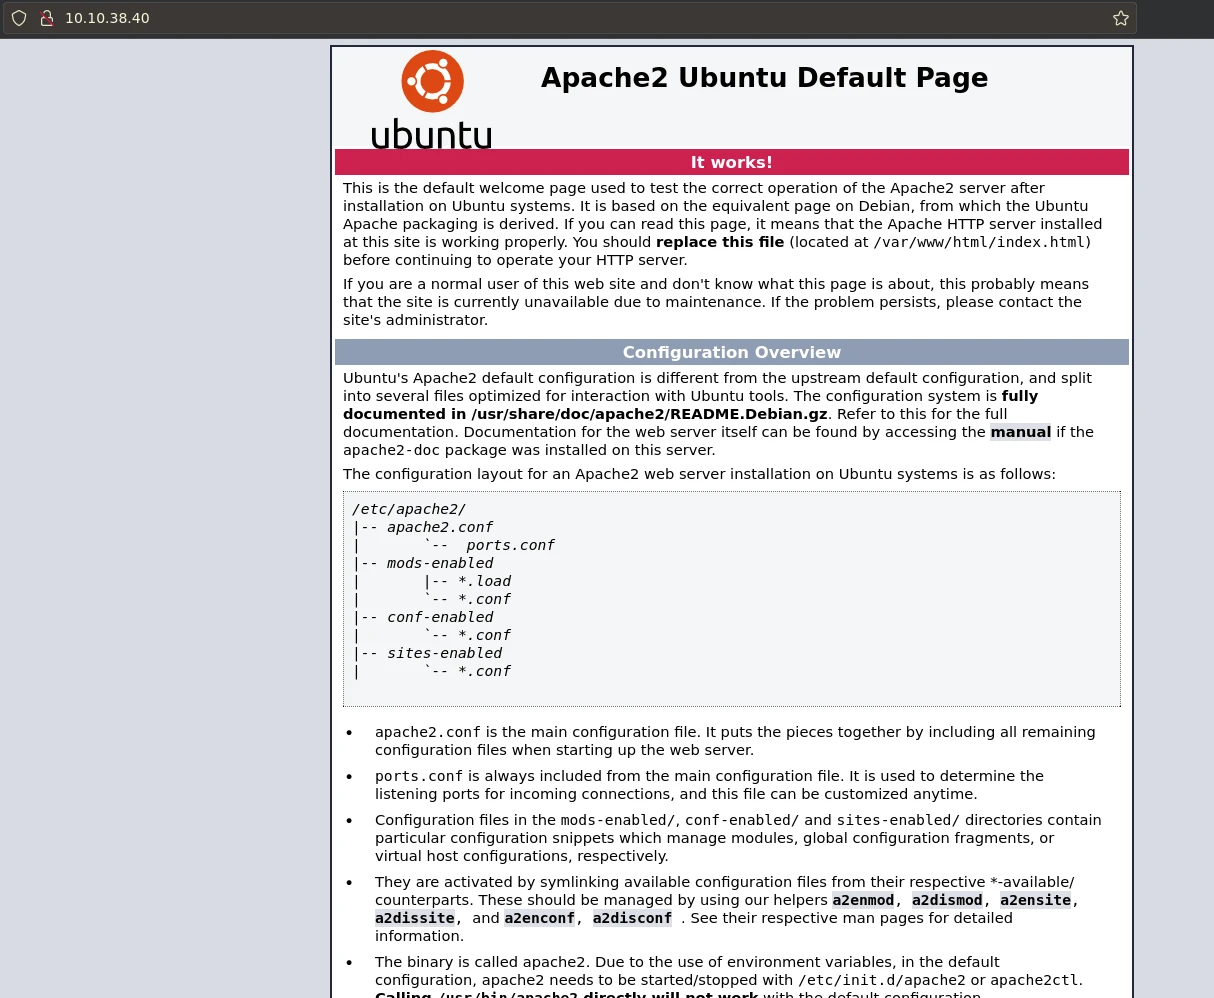 10.10.38.40
Apache2 Ubuntu Default Page
ubuntu
It works!
This is the default welcome page used to test the correct operation of the Apache2 server after
installation on Ubuntu systems. It is based on the equivalent page on Debian, from which the Ubuntu
Apache packaging is derived. If you can read this page, it means that the Apache HTTP server installed
at this site is working properly. You should replace this file (located at /var/www/html/index.html)
before continuing to operate your HTTP server.
If you are a normal user of this web site and don't know what this page is about, this probably means
that the site is currently unavailable due to maintenance. If the problem persists, please contact the
site's administrator.
Configuration Overview
Ubuntu's Apache2 default configuration is different from the upstream default configuration, and split
into several files optimized for interaction with Ubuntu tools. The configuration system is fully
documented in /usr/share/doc/apache2/README.Debian.gz. Refer to this for the full
documentation. Documentation for the web server itself can be found by accessing the manual if the
apache2-doc package was installed on this server.
The configuration layout for an Apache2 web server installation on Ubuntu systems is as follows:
/etc/apache2/
|-- apache2.conf
|       `--  ports.conf
|-- mods-enabled
|       |-- *.load
|       `-- *.conf
|-- conf-enabled
|       `-- *.conf
|-- sites-enabled
|       `-- *.conf
• apache2.conf is the main configuration file. It puts the pieces together by including all remaining
configuration files when starting up the web server.
• ports.conf is always included from the main configuration file. It is used to determine the
listening ports for incoming connections, and this file can be customized anytime.
• Configuration files in the mods-enabled/, conf-enabled/ and sites-enabled/ directories contain
particular configuration snippets which manage modules, global configuration fragments, or
virtual host configurations, respectively.
• They are activated by symlinking available configuration files from their respective *-available/
counterparts. These should be managed by using our helpers a2enmod, a2dismod, a2ensite,
a2dissite, and a2enconf, a2disconf . See their respective man pages for detailed
information.
• The binary is called apache2. Due to the use of environment variables, in the default
configuration, apache2 needs to be started/stopped with /etc/init.d/apache2 or apache2ctl.
Calling /usr/bin/apache2 directly will not work with the default configuration.